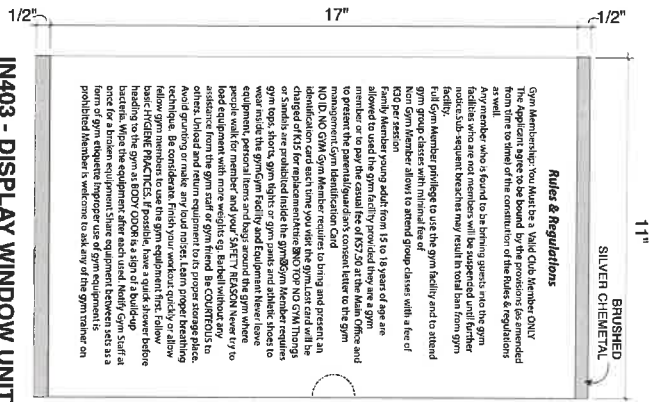 1/2"
17"
1/2"
11"
BRUSHED
SILVER CHEMETAL
Rules & Regulations
Gym Membership: You Must be a Valid Club Member ONLY
The Applicant agree to be bound by the provisions (as amended
from time to time) of the constitution of the Rules & regulations
as well.
Any member who is found to be brining guests into the gym
facilities who are not members will be suspended until further
notice.Sub-sequent breaches may result in total ban from gym
facility.
Full Gym Member privilege to use the gym facility and to attend
gym group classes with minimal fee of
Non Gym Member allows to attend group classes with a fee of
K30 per session
Family Member young adult from 15 to 18 years of age are
allowed to used the gym facility provided they are a gym
member or to pay the casual fee of K37.50 at the Main Office and
to present the parental/guardian's consent letter to the gym
management.Gym Identification Card
NO ID. NO GYM Gym Member requires to bring and present an
identification card each time you visit the gym.Lost card will be
charged of K15 for replacementAttire NO TOP NO GYM Thongs
or Sandals are prohibited Inside the gym Gym Member requires
gym tops, shorts, gym tights or gym pants and athletic shoes to
wear inside the gymGym Facility and Equipment Never leave
equipment, personal items and bags around the gym where
people walk for member and your SAFETY REASON Never try to
load equipment with more weights eg. Barbell without any
assistance from the gym staff or gym friend Be COURTEOUS to
others. Unload and return equipment to its proper storage place.
Avoid grunting or make any loud noises. Learn proper breathing
technique. Be considerate. Finish your workout quickly or allow
fellow gym members to use the gym equipment first. Follow
basic HYGIENE PRACTICES. If possible, have a quick shower before
heading to the gym as BODY ODOR is a sign of a build-up
bacteria. Wipe the equipment after each used. Notify Gym Staff at
once for a broken equipment Share equipment between sets as a
form of gym etiquette Improper use of gym equipment is
prohibited Member is welcome to ask any of the gym trainer on
IN403 - DISPLAY WINDOW UNIT